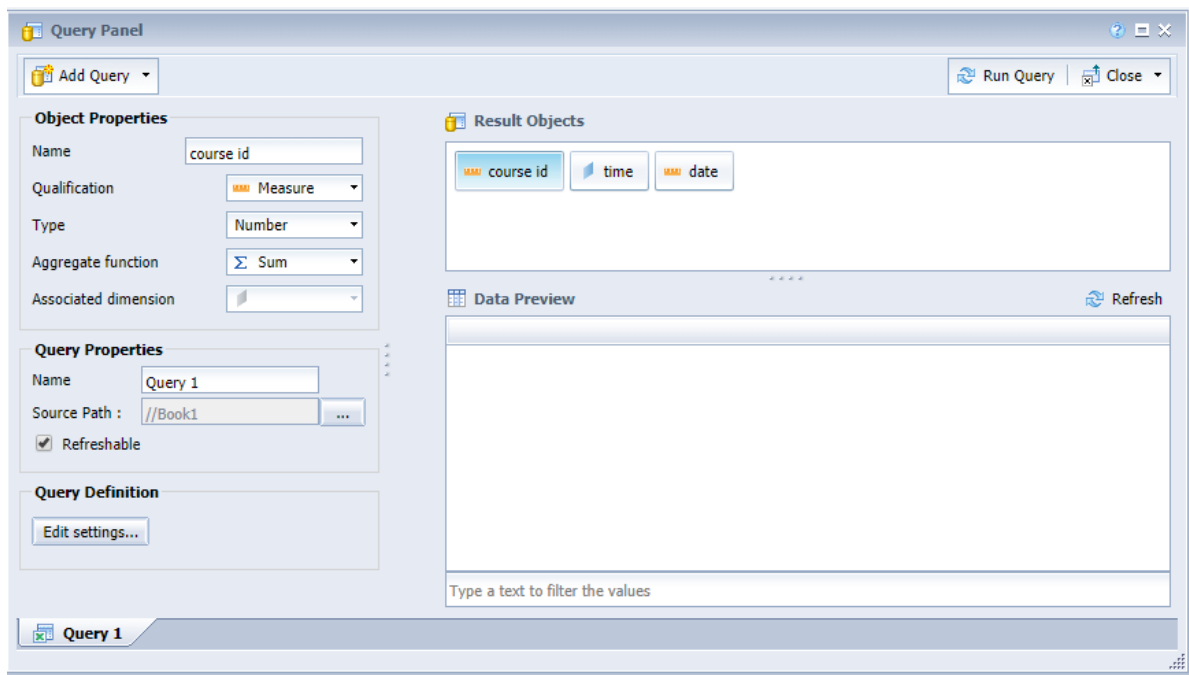 Query Panel
Add Query
Run Query
Close
Object Properties
Name course id
Qualification Measure
Type Number
Aggregate function Σ Sum
Associated dimension
Query Properties
Name Query 1
Source Path : //Book1 ...
Refreshable
Query Definition
Edit settings...
Result Objects
course id time date
Data Preview
Refresh
Type a text to filter the values
Query 1